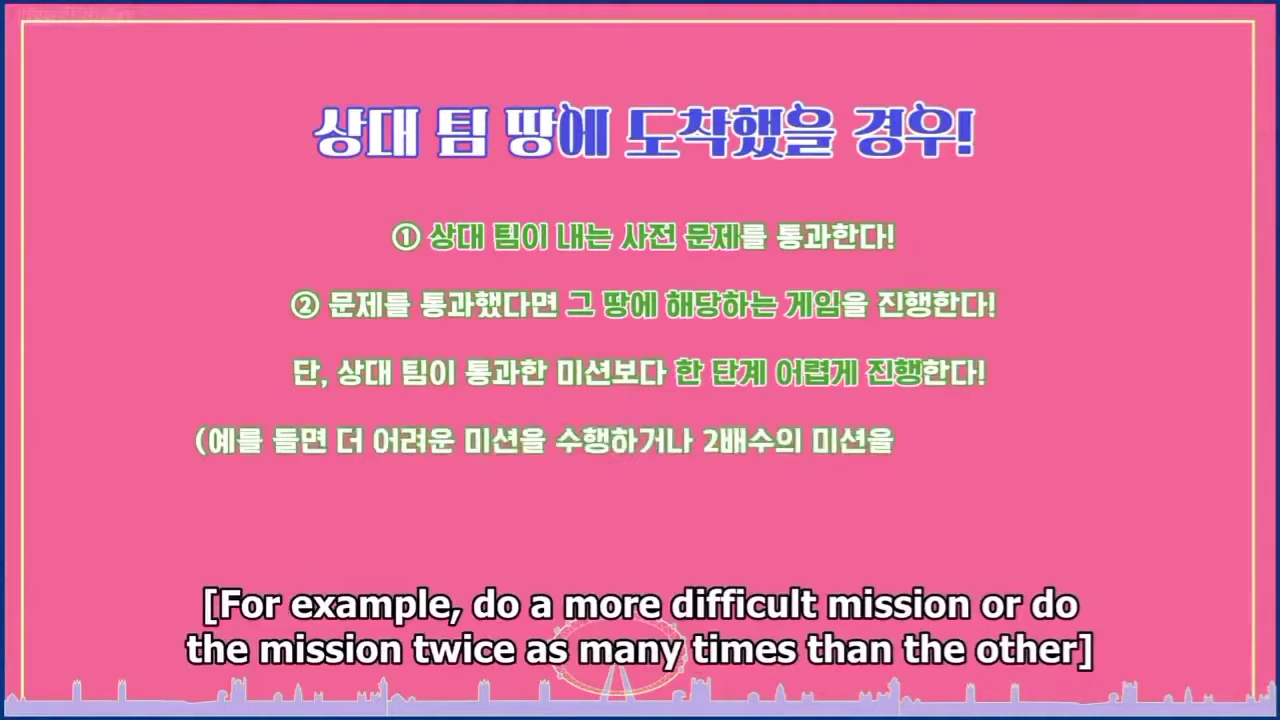 상대 팀 땅에 도착했을 경우!
① 상대 팀이 내는 사전 문제를 통과한다!
② 문제를 통과했다면 그 땅에 해당하는 게임을 진행한다!
단, 상대 팀이 통과한 미션보다 한 단계 어렵게 진행한다!
(예를 들면 더 어려운 미션을 수행하거나 2배수의 미션을
[For example, do a more difficult mission or do
the mission twice as many times than the other]